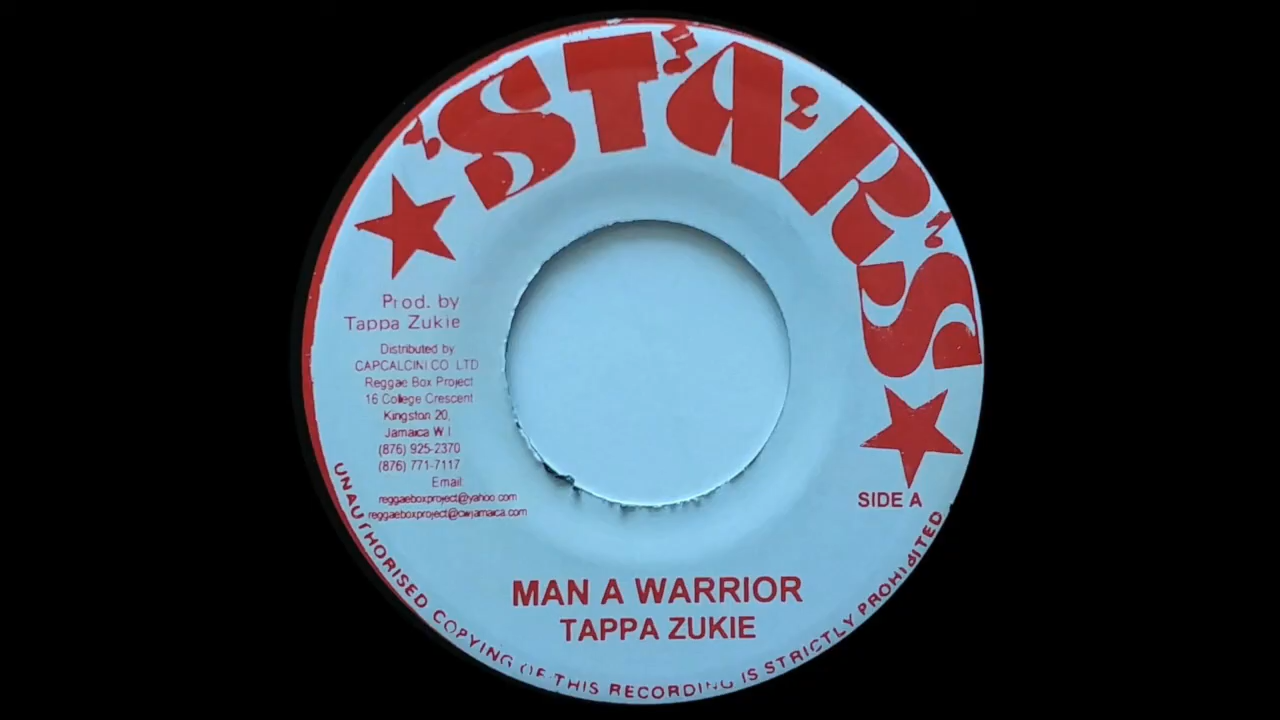 STARS
Prod. by
Tappa Zukie
Distributed by
CAPCALCINI CO. LTD
Reggae Box Project
16 College Crescent
Kingston 20,
Jamaica W.I.
(876) 925-2370
(876) 771-7117
Email:
reggaeboxproject@yahoo.com
reggaeboxproject@cwjamaica.com
SIDE A
MAN A WARRIOR
TAPPA ZUKIE
UNAUTHORISED COPYING OF THIS RECORDING IS STRICTLY PROHIBITED